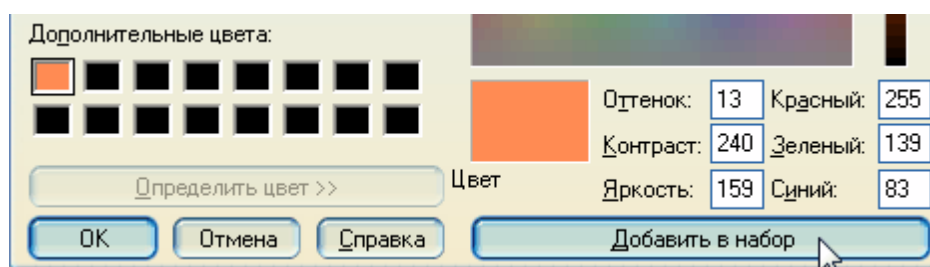 Дополнительные цвета:
Оттенок: 13 Красный: 255
Контраст: 240 Зеленый: 139
Определить цвет >> Цвет Яркость: 159 Синий: 83
ОК Отмена Справка Добавить в набор